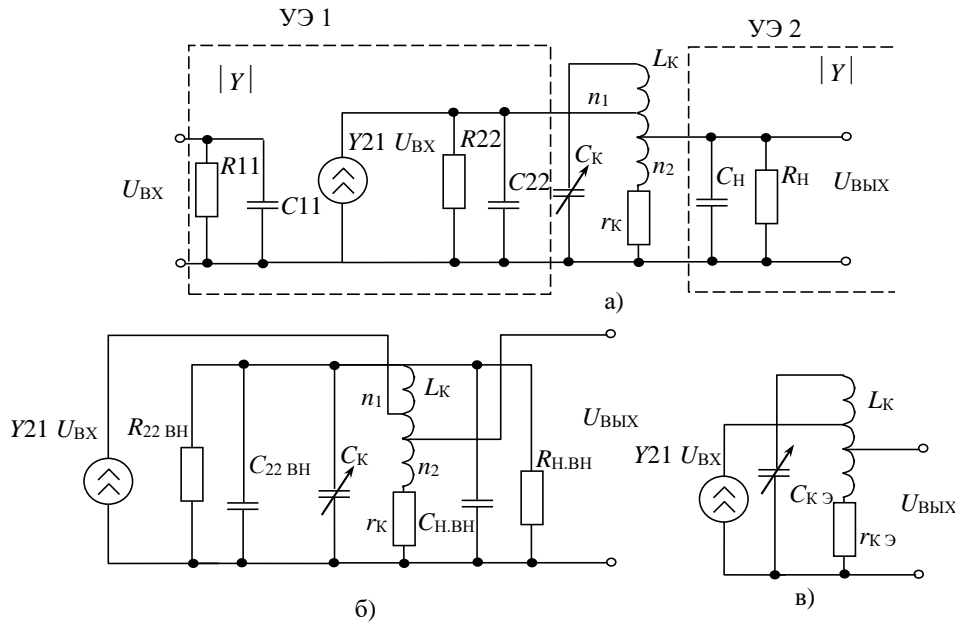 УЭ 1
УЭ 2
|Y|
|Y|
LК
n1
Y21 UВХ
R22
R11
CК
n2
CН
RН
UВХ
C22
UВЫХ
C11
rК
а)
n1
LК
LК
UВЫХ
Y21 UВХ
R22 ВН
CК
RН.ВН
Y21 UВХ
C22 ВН
n2
CК Э
UВЫХ
rК
CН.ВН
rК Э
б)
в)